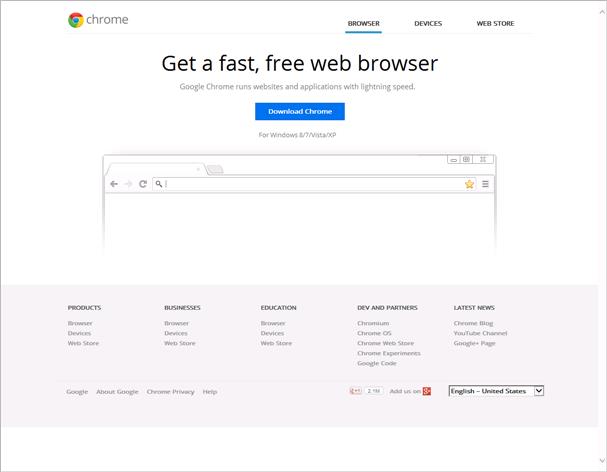 chrome
BROWSER DEVICES WEB STORE
Get a fast, free web browser
Google Chrome runs websites and applications with lightning speed.
Download Chrome
For Windows 8/7/Vista/XP
PRODUCTS BUSINESSES EDUCATION DEV AND PARTNERS LATEST NEWS
Browser Browser Browser Chromium Chrome Blog
Devices Devices Devices Chrome OS YouTube Channel
Web Store Web Store Web Store Chrome Web Store Google+ Page
Chrome Experiments
Google Code
Google About Google Chrome Privacy Help +1 2.1M Add us on English – United States